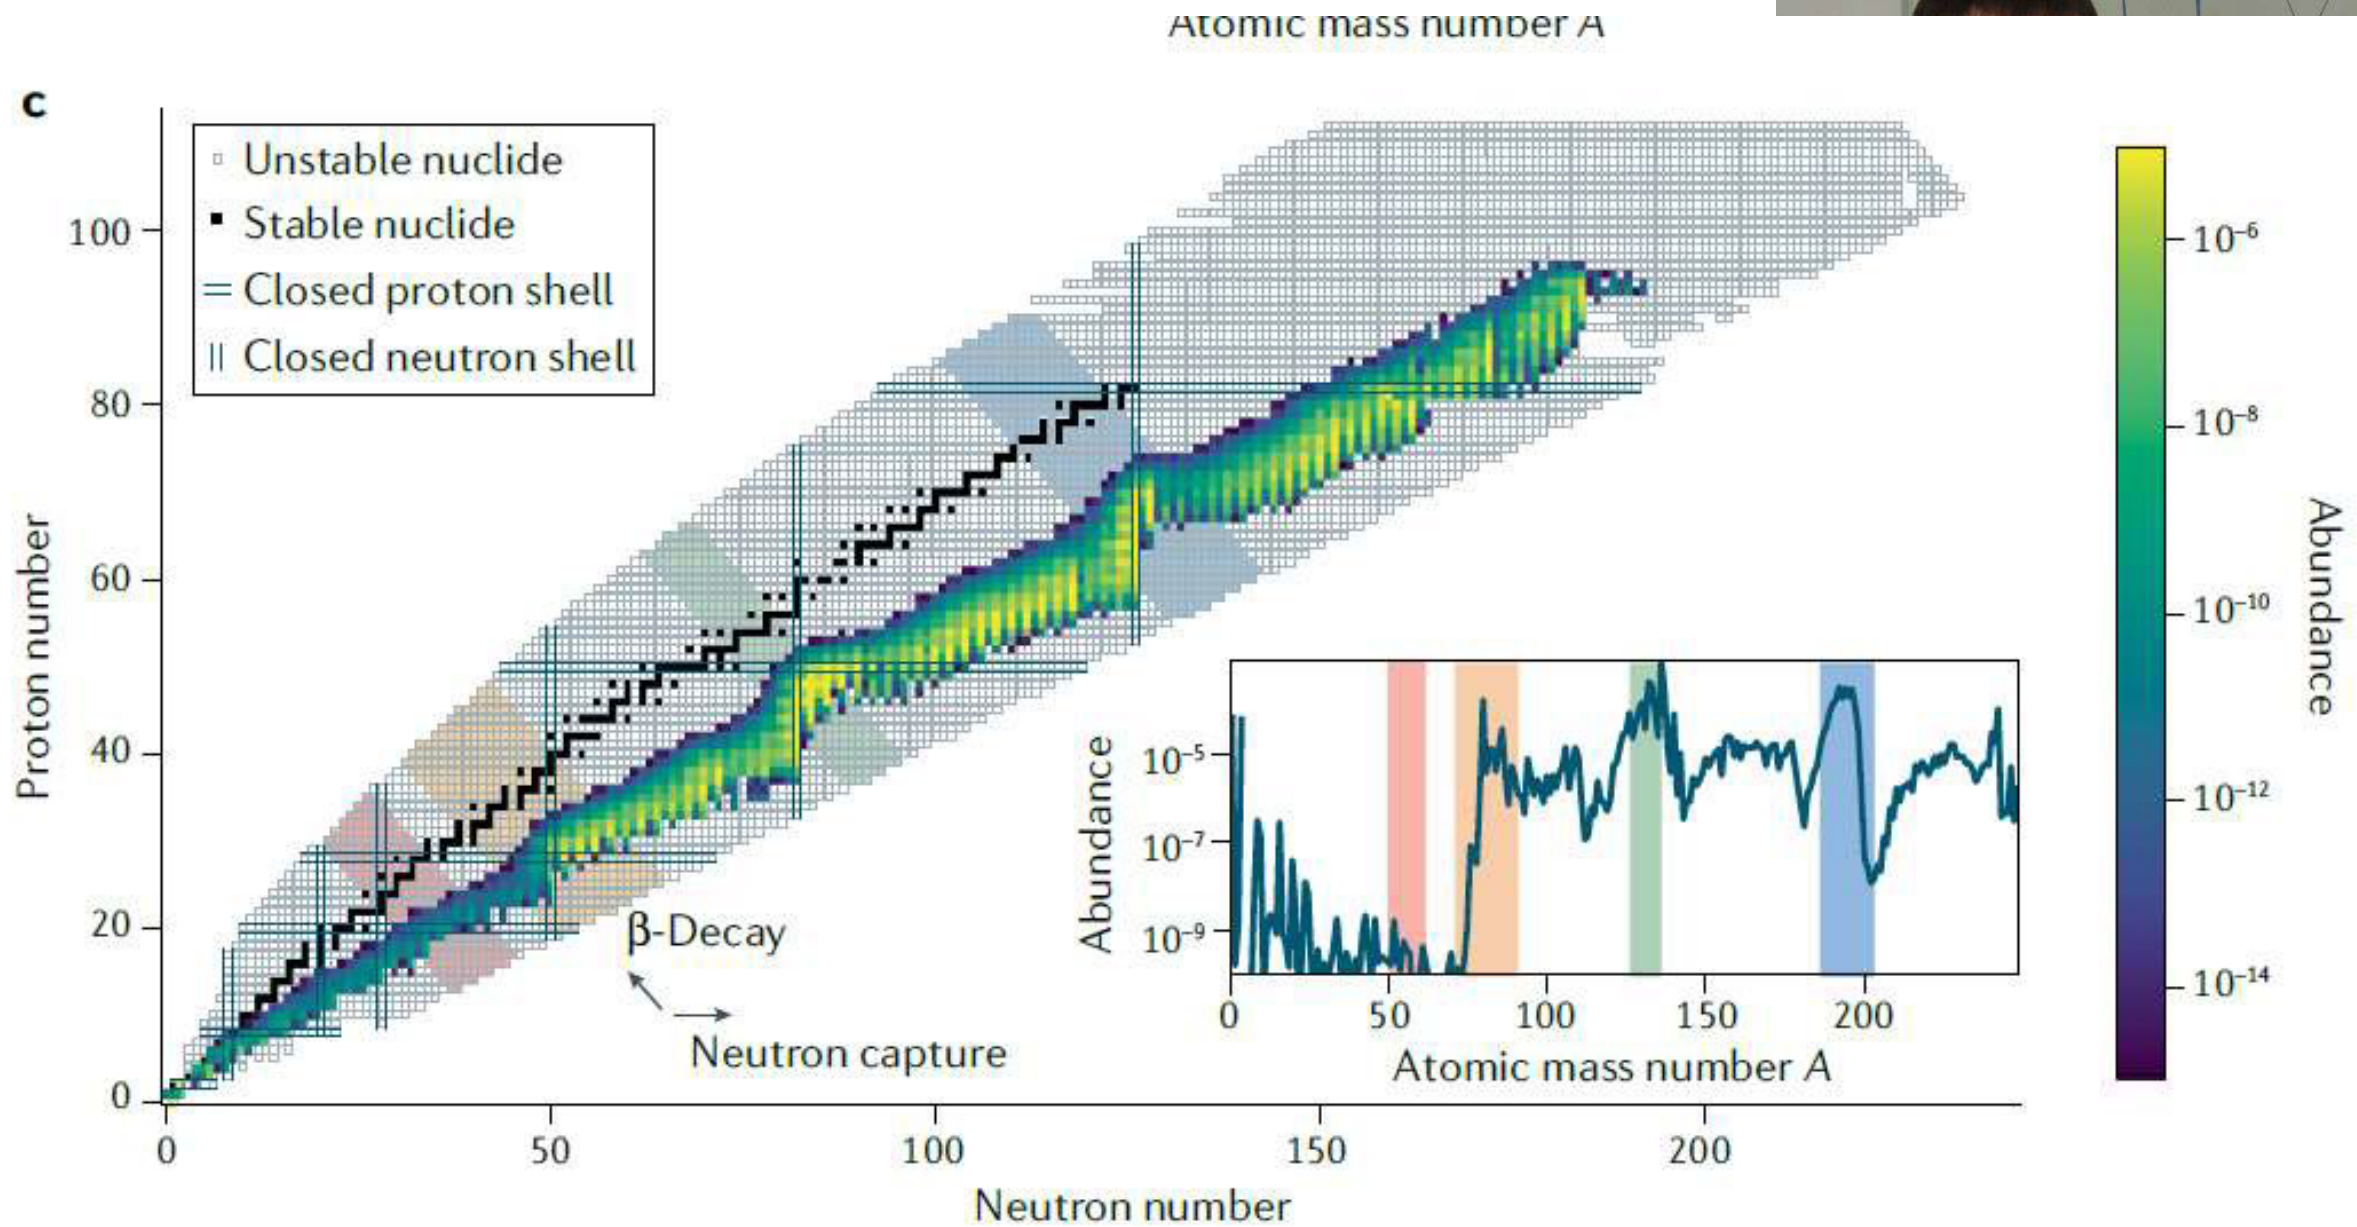 Atomic mass number A
c
Unstable nuclide
Stable nuclide
Closed proton shell
Closed neutron shell
Proton number
100
80
60
40
20
0
0
50
100
150
200
Neutron number
β-Decay
Neutron capture
Abundance
10⁻⁵
10⁻⁷
10⁻⁹
0
50
100
150
200
Atomic mass number A
10⁻⁶
10⁻⁸
10⁻¹⁰
10⁻¹²
10⁻¹⁴
Abundance